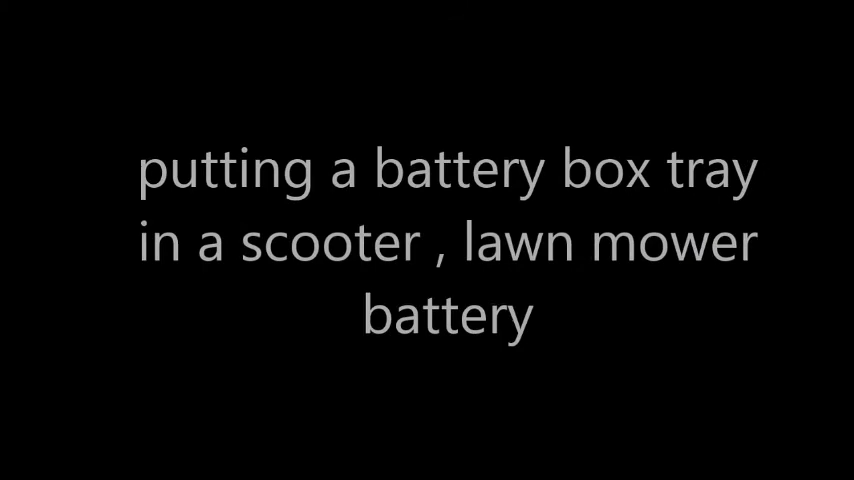 putting a battery box tray
in a scooter , lawn mower
battery